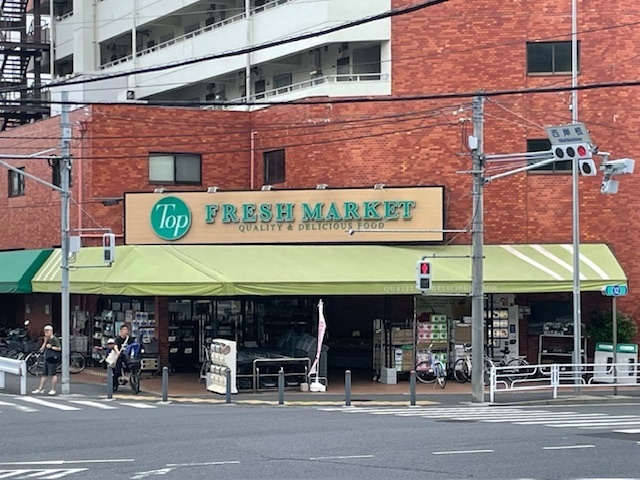 Top
FRESH MARKET
QUALITY & DELICIOUS FOOD